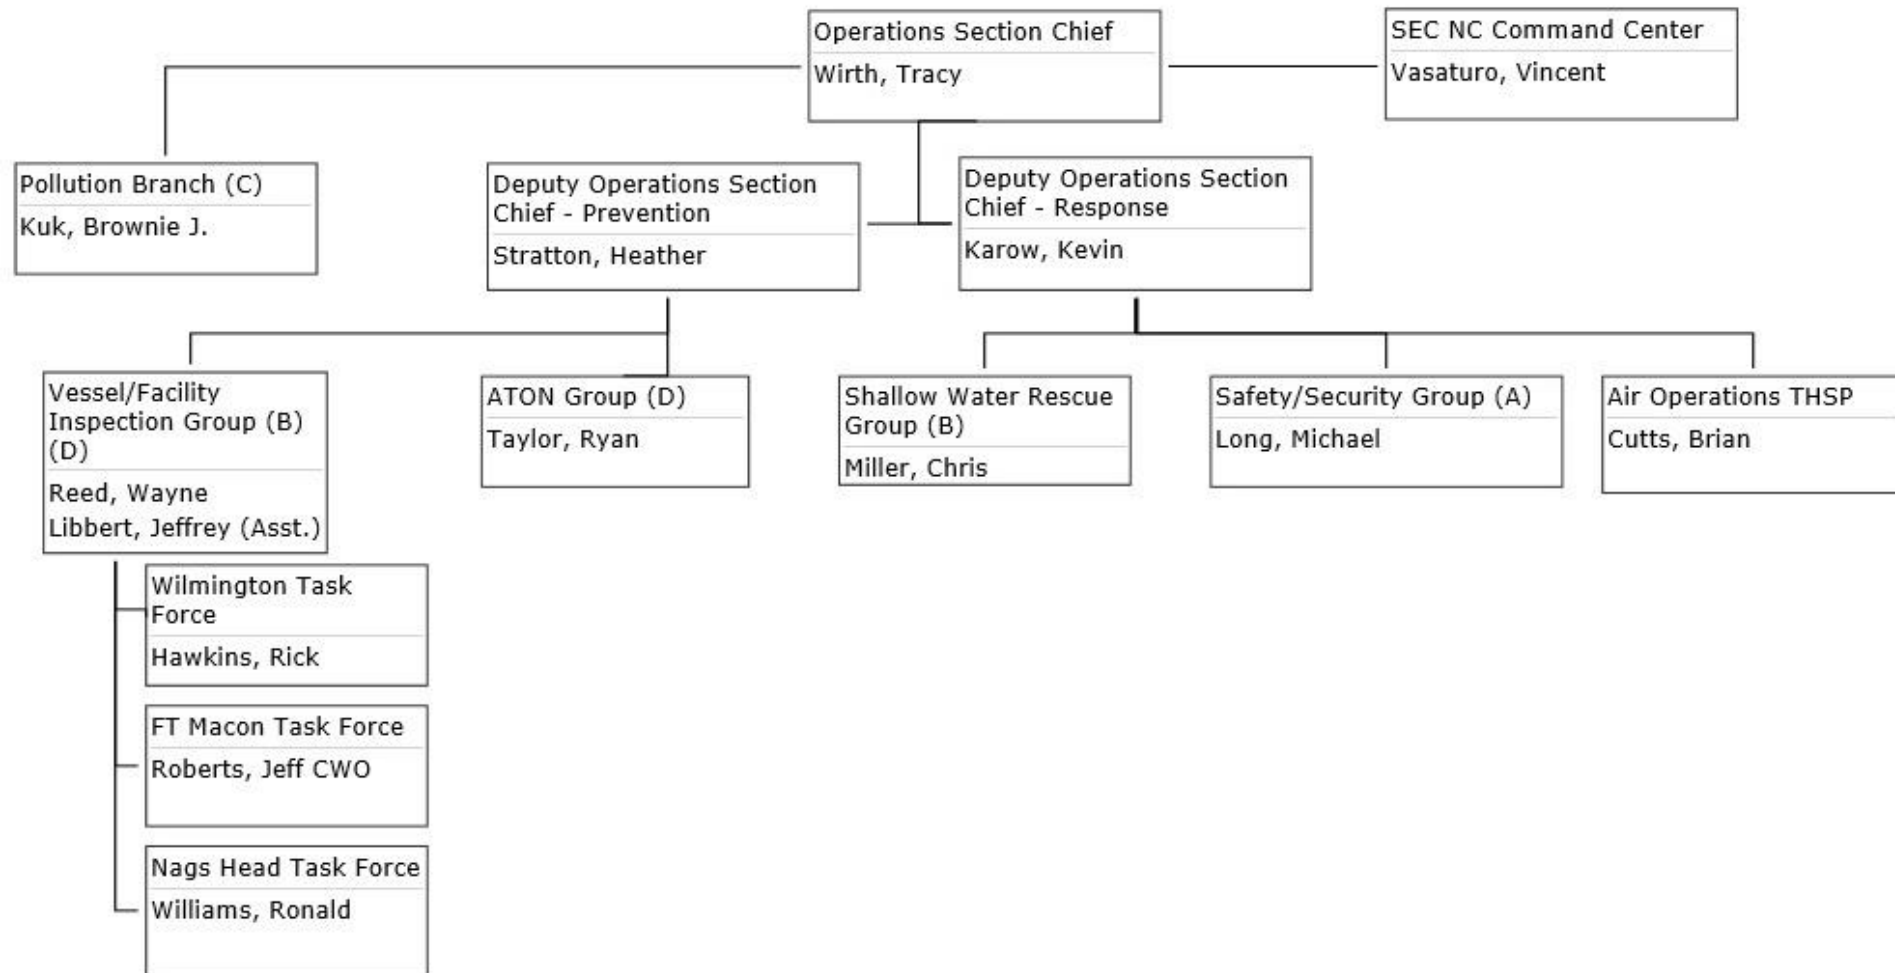 Operations Section Chief
Wirth, Tracy
SEC NC Command Center
Vasaturo, Vincent
Pollution Branch (C)
Kuk, Brownie J.
Deputy Operations Section
Chief - Prevention
Stratton, Heather
Deputy Operations Section
Chief - Response
Karow, Kevin
Vessel/Facility
Inspection Group (B)
(D)
Reed, Wayne
Libbert, Jeffrey (Asst.)
ATON Group (D)
Taylor, Ryan
Shallow Water Rescue
Group (B)
Miller, Chris
Safety/Security Group (A)
Long, Michael
Air Operations THSP
Cutts, Brian
Wilmington Task
Force
Hawkins, Rick
FT Macon Task Force
Roberts, Jeff CWO
Nags Head Task Force
Williams, Ronald